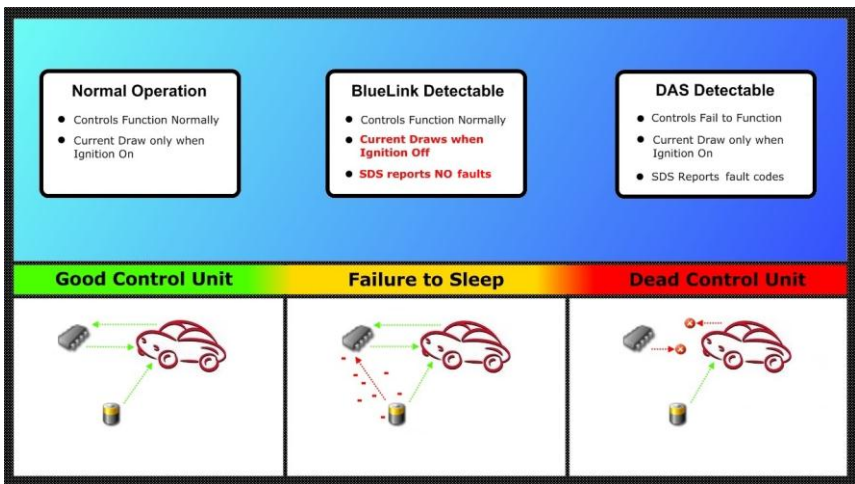 Normal Operation
Controls Function Normally
Current Draw only when
Ignition On
BlueLink Detectable
Controls Function Normally
Current Draws when
Ignition Off
SDS reports NO faults
DAS Detectable
Controls Fail to Function
Current Draw only when
Ignition On
SDS Reports fault codes
Good Control Unit
Failure to Sleep
Dead Control Unit